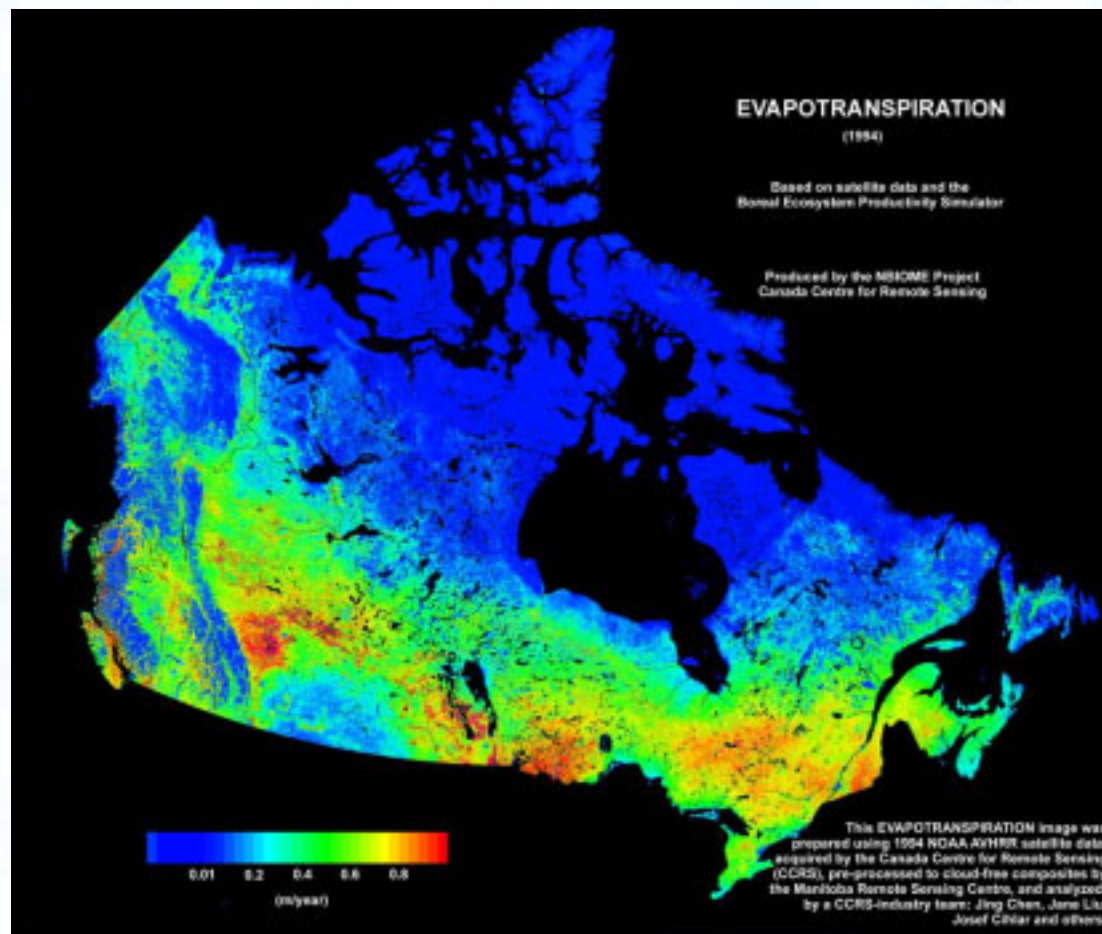 EVAPOTRANSPIRATION
(1994)
Based on satellite data and the
Boreal Ecosystem Productivity Simulator
Produced by the NBIOME Project
Canada Centre for Remote Sensing
0.01 0.2 0.4 0.6 0.8
(m/year)
This EVAPOTRANSPIRATION image was
prepared using 1994 NOAA AVHRR satellite data
acquired by the Canada Centre for Remote Sensing
(CCRS), pre-processed to cloud-free composites by
the Manitoba Remote Sensing Centre, and analyzed
by a CCRS-industry team: Jing Chen, Jane Liu
Josef Cihlar and others